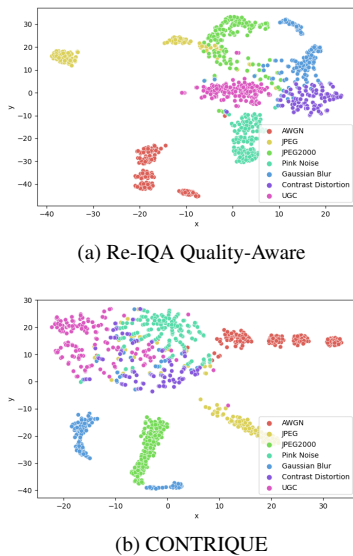 30
20
10
0
−10
−20
−30
−40
y
AWGN
JPEG
JPEG2000
Pink Noise
Gaussian Blur
Contrast Distortion
UGC
−40 −30 −20 −10 0 10 20
x
(a) Re-IQA Quality-Aware
30
20
10
0
−10
−20
−30
−40
y
AWGN
JPEG
JPEG2000
Pink Noise
Gaussian Blur
Contrast Distortion
UGC
−20 −10 0 10 20 30
x
(b) CONTRIQUE